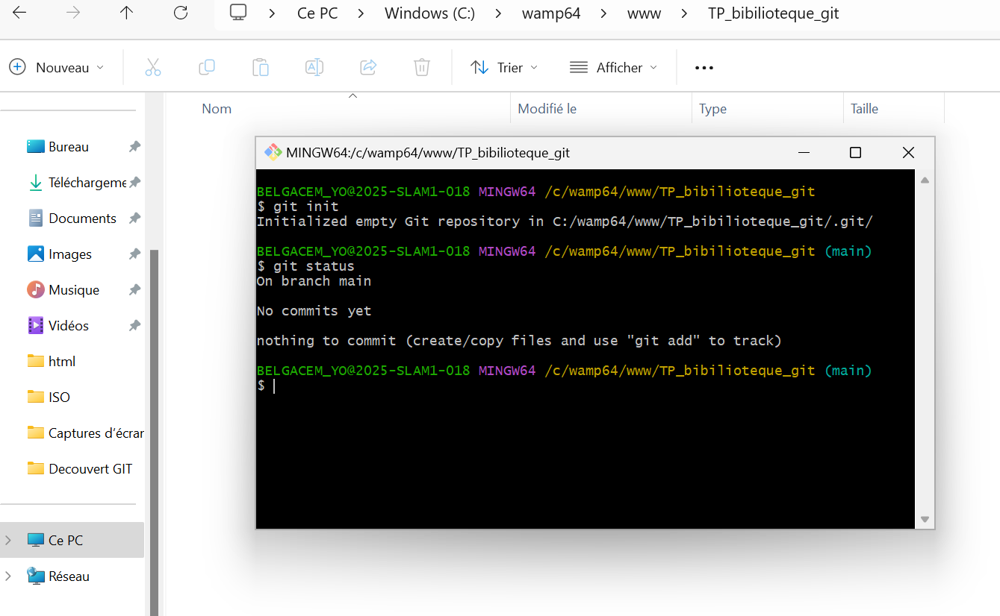 Ce PC > Windows (C:) > wamp64 > www > TP_bibilioteque_git
Nouveau Trier Afficher
Nom Modifié le Type Taille
Bureau
Téléchargeme
Documents
Images
Musique
Vidéos
html
ISO
Captures d'écrar
Decouvert GIT
Ce PC
Réseau
MINGW64:/c/wamp64/www/TP_bibilioteque_git
BELGACEM_YO@2025-SLAM1-018 MINGW64 /c/wamp64/www/TP_bibilioteque_git
$ git init
Initialized empty Git repository in C:/wamp64/www/TP_bibilioteque_git/.git/
BELGACEM_YO@2025-SLAM1-018 MINGW64 /c/wamp64/www/TP_bibilioteque_git (main)
$ git status
On branch main
No commits yet
nothing to commit (create/copy files and use "git add" to track)
BELGACEM_YO@2025-SLAM1-018 MINGW64 /c/wamp64/www/TP_bibilioteque_git (main)
$